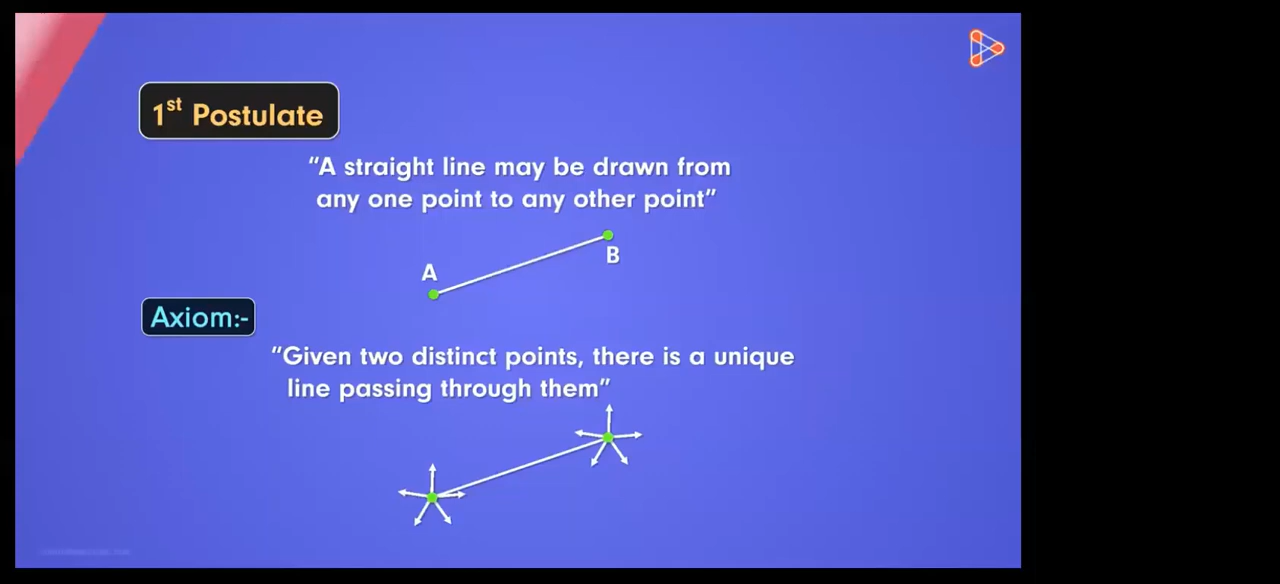 1st Postulate
“A straight line may be drawn from
any one point to any other point”
B
A
Axiom:-
“Given two distinct points, there is a unique
line passing through them”